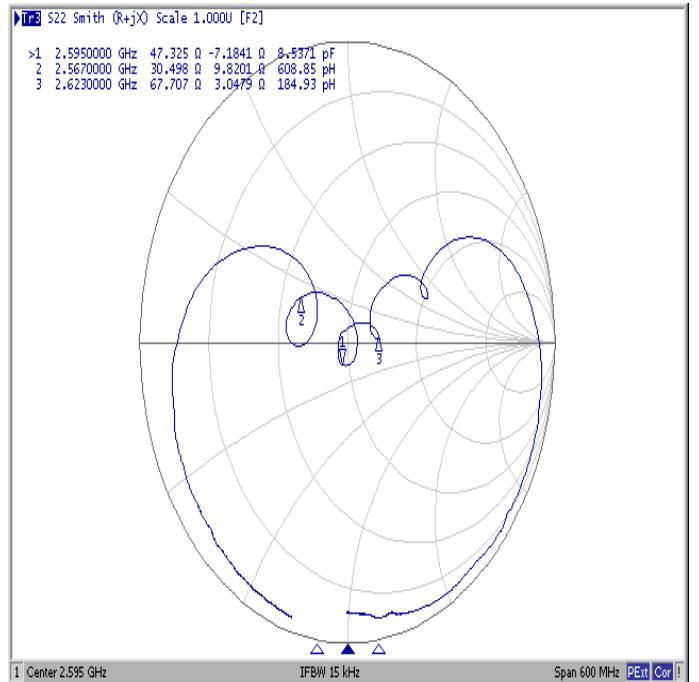 Tr3 S22 Smith (R+jX) Scale 1.000U [F2]
>1 2.5950000 GHz 47.325 Ω -7.1841 Ω 8.5371 pF
2 2.5670000 GHz 30.498 Ω 9.8201 Ω 608.85 pH
3 2.6230000 GHz 67.707 Ω 3.0479 Ω 184.93 pH
2
1
3
1 Center 2.595 GHz IFBW 15 kHz Span 600 MHz PExt Cor !